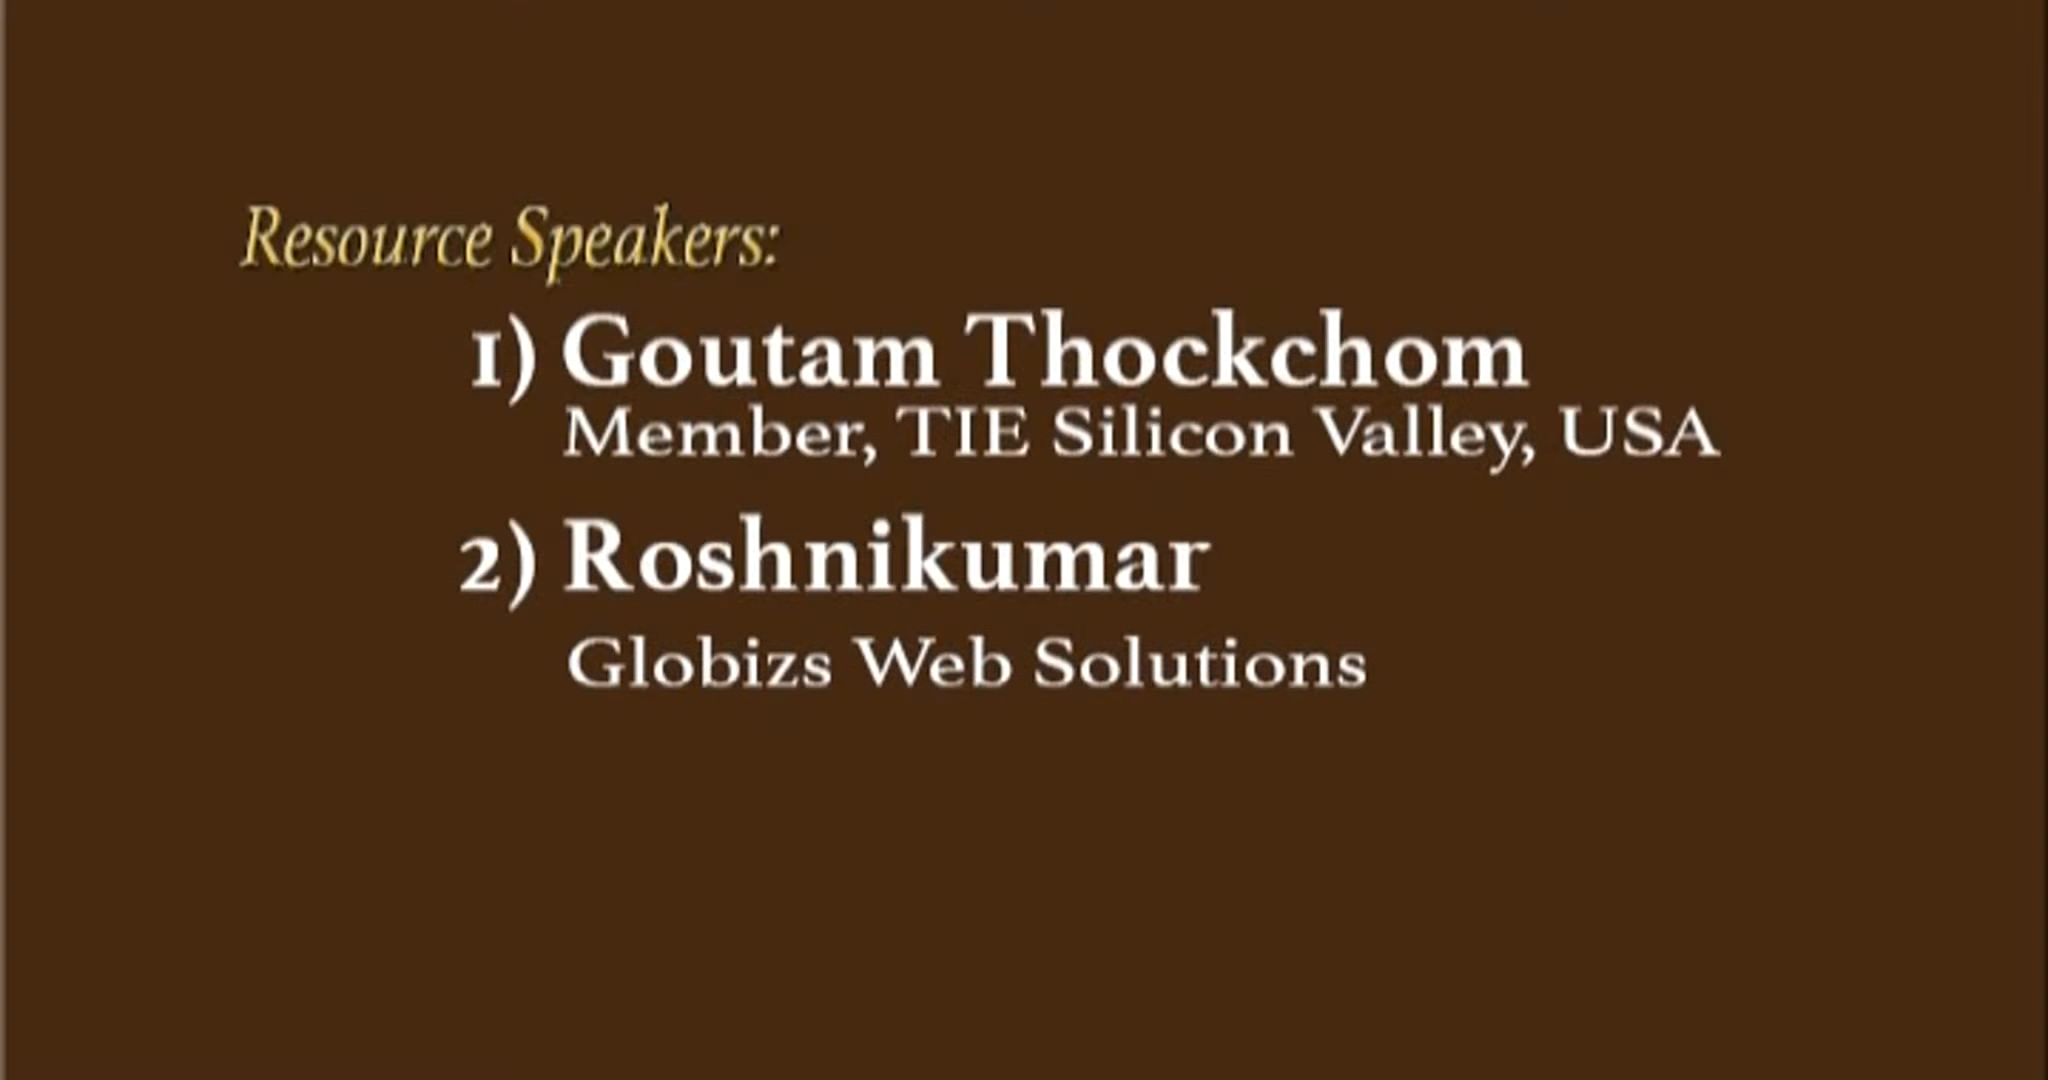 Resource Speakers:
1) Goutam Thockchom
Member, TIE Silicon Valley, USA
2) Roshnikumar
Globizs Web Solutions